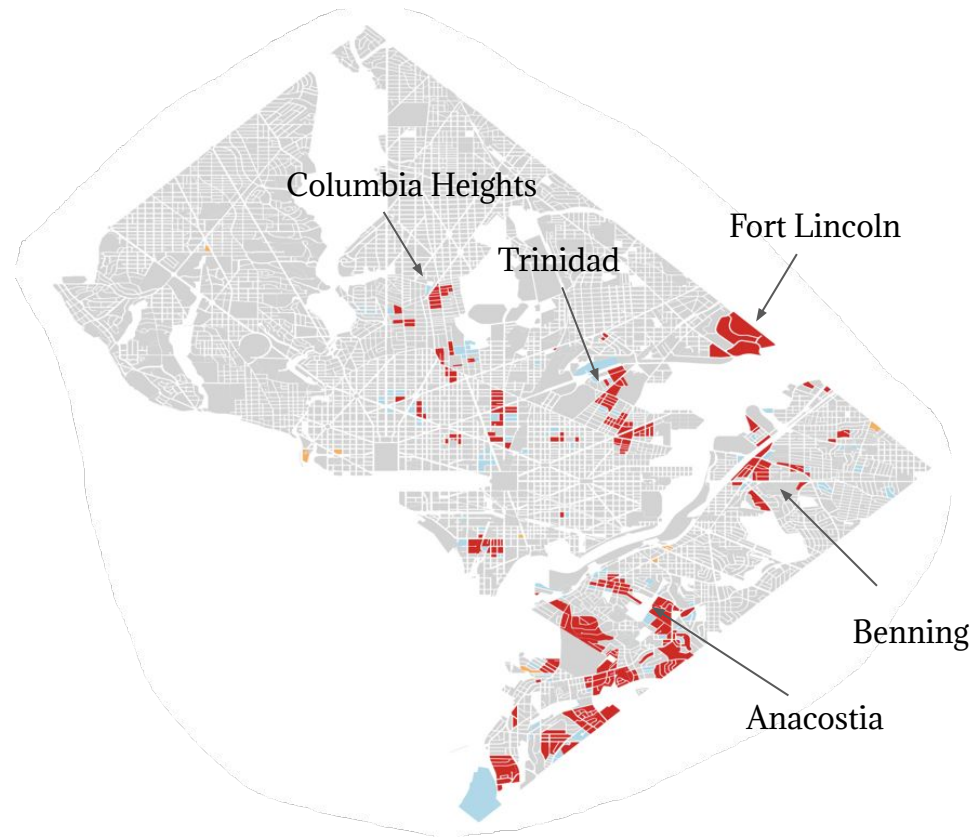 Columbia Heights
Fort Lincoln
Trinidad
Benning
Anacostia